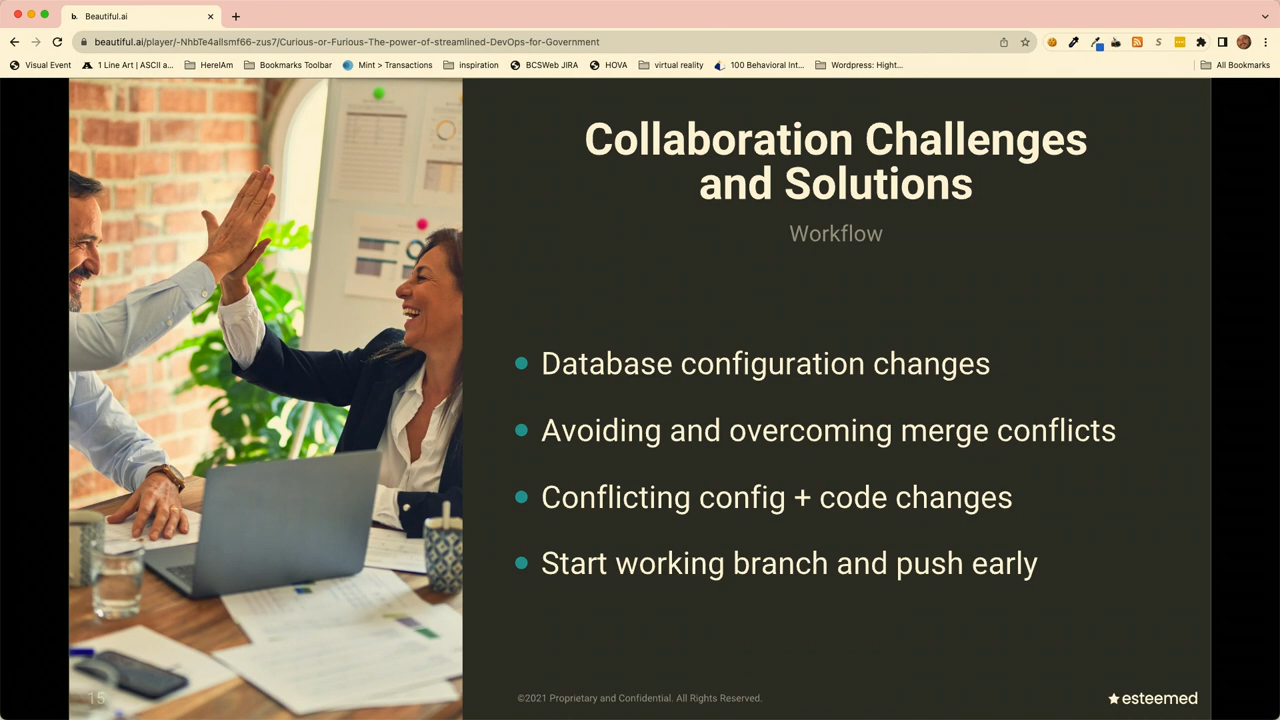 b. Beautiful.ai
beautiful.ai/player/-NhbTe4aIlsmf66-zus7/Curious-or-Furious-The-power-of-streamlined-DevOps-for-Government
Visual Event
1 Line Art | ASCII a...
HereIAm
Bookmarks Toolbar
Mint > Transactions
inspiration
BCSWeb JIRA
HOVA
virtual reality
100 Behavioral Int...
Wordpress: Hight...
All Bookmarks
Collaboration Challenges
and Solutions
Workflow
Database configuration changes
Avoiding and overcoming merge conflicts
Conflicting config + code changes
Start working branch and push early
15
©2021 Proprietary and Confidential. All Rights Reserved.
esteemed